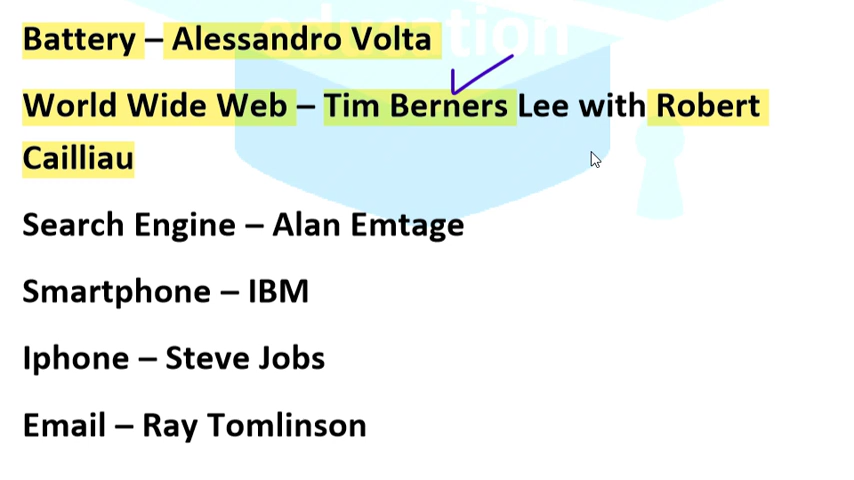 education
Battery – Alessandro Volta
World Wide Web – Tim Berners Lee with Robert
Cailliau
Search Engine – Alan Emtage
Smartphone – IBM
Iphone – Steve Jobs
Email – Ray Tomlinson